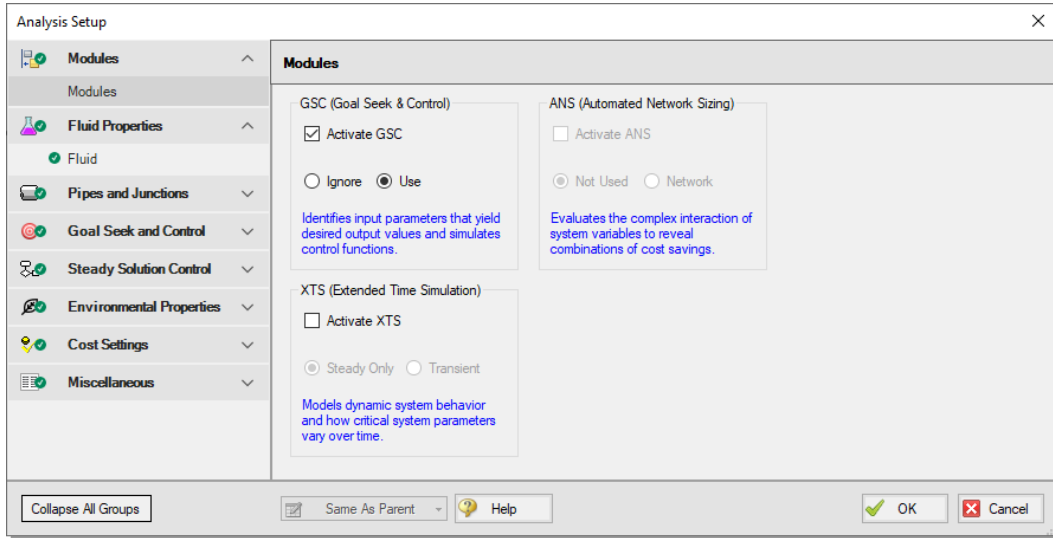 Analysis Setup
Modules
Modules
Fluid Properties
Fluid
Pipes and Junctions
Goal Seek and Control
Steady Solution Control
Environmental Properties
Cost Settings
Miscellaneous
Modules
GSC (Goal Seek & Control)
Activate GSC
Ignore Use
Identifies input parameters that yield
desired output values and simulates
control functions.
ANS (Automated Network Sizing)
Activate ANS
Not Used Network
Evaluates the complex interaction of
system variables to reveal
combinations of cost savings.
XTS (Extended Time Simulation)
Activate XTS
Steady Only Transient
Models dynamic system behavior
and how critical system parameters
vary over time.
Collapse All Groups
Same As Parent
Help
OK
Cancel